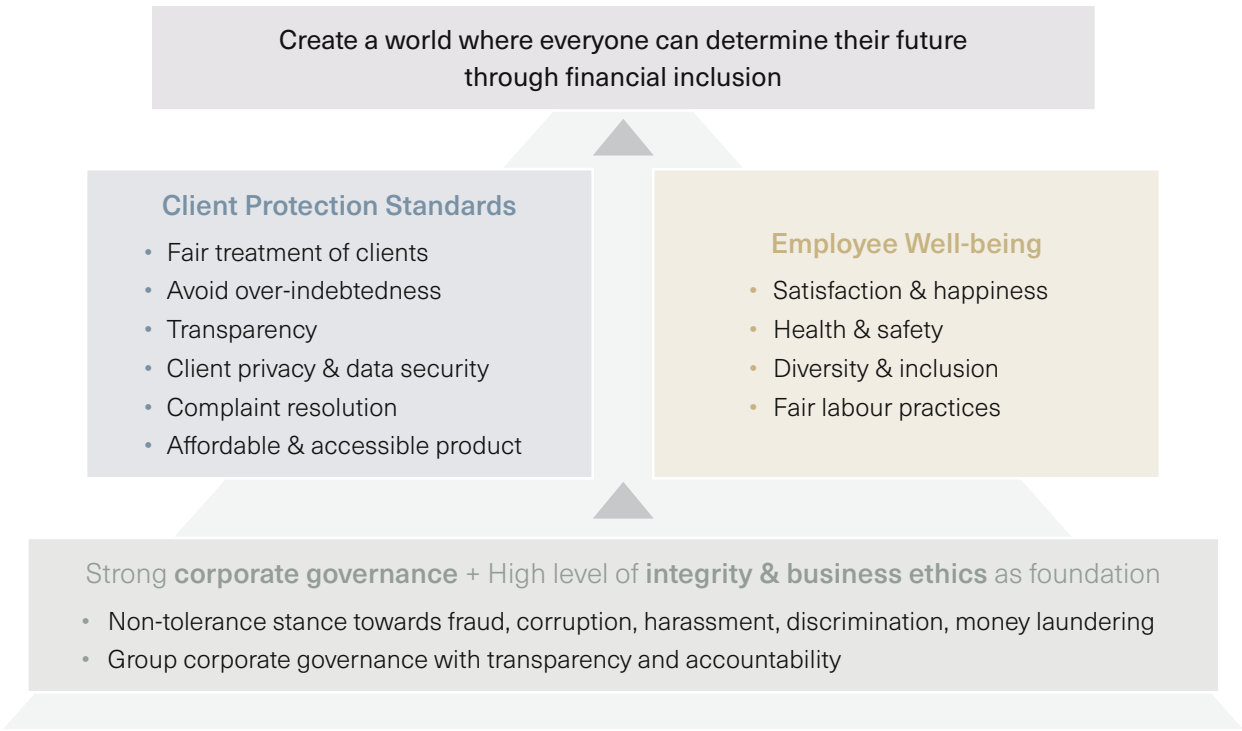 Create a world where everyone can determine their future
through financial inclusion
Client Protection Standards
• Fair treatment of clients
• Avoid over-indebtedness
• Transparency
• Client privacy & data security
• Complaint resolution
• Affordable & accessible product
Employee Well-being
• Satisfaction & happiness
• Health & safety
• Diversity & inclusion
• Fair labour practices
Strong corporate governance + High level of integrity & business ethics as foundation
• Non-tolerance stance towards fraud, corruption, harassment, discrimination, money laundering
• Group corporate governance with transparency and accountability